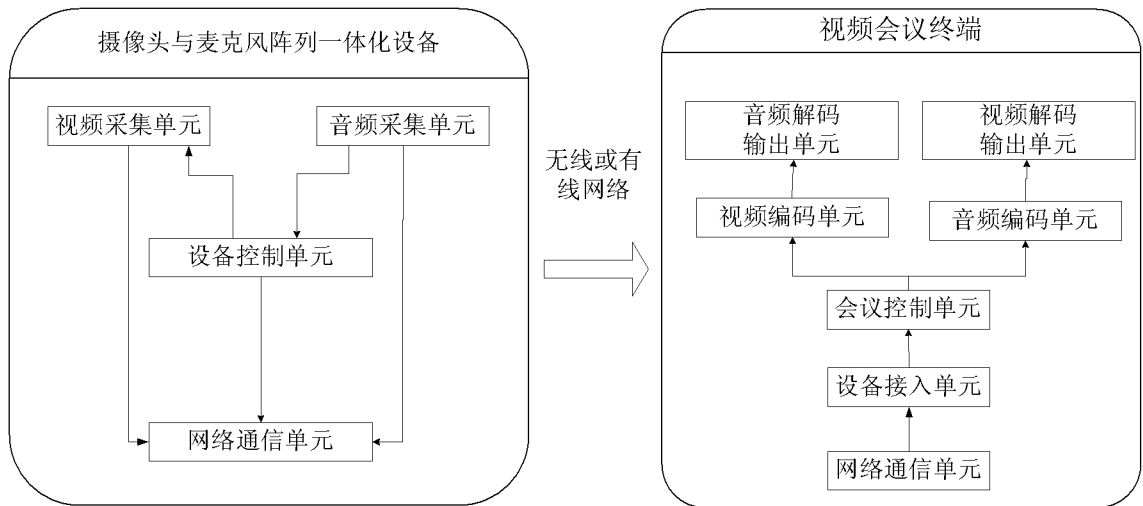 摄像头与麦克风阵列一体化设备
视频采集单元
音频采集单元
设备控制单元
网络通信单元
无线或有
线网络
视频会议终端
音频解码
输出单元
视频解码
输出单元
视频编码单元
音频编码单元
会议控制单元
设备接入单元
网络通信单元